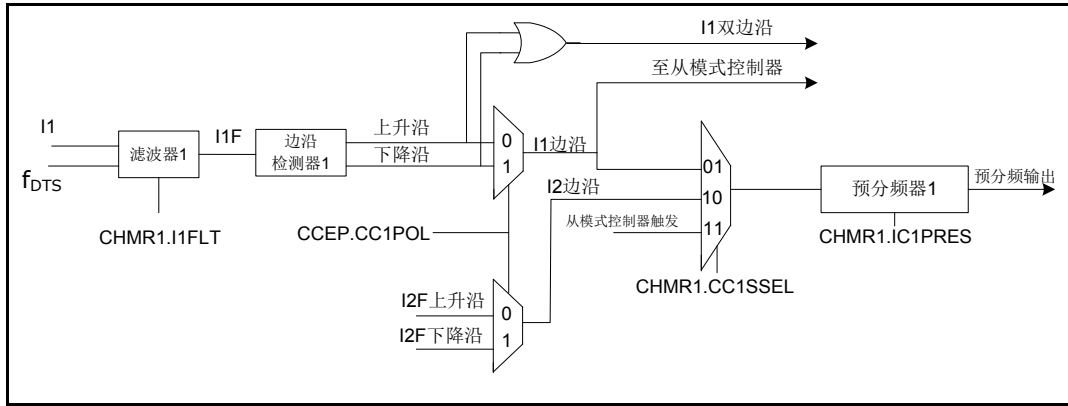 I1双边沿
至从模式控制器
I1
f_DTS
滤波器1
I1F
边沿
检测器1
上升沿
下降沿
0
1
I1边沿
I2边沿
从模式控制器触发
01
10
11
预分频器1
预分频输出
CHMR1.I1FLT
CCEP.CC1POL
CHMR1.IC1PRES
CHMR1.CC1SSEL
I2F上升沿
I2F下降沿
0
1